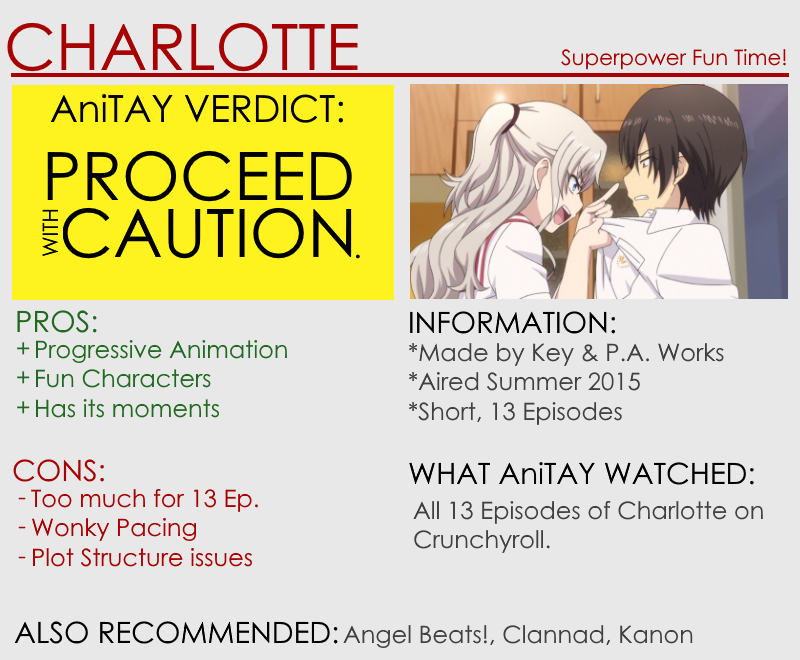 CHARLOTTE
Superpower Fun Time!
AniTAY VERDICT:
PROCEED
WITH CAUTION.
PROS:
+Progressive Animation
+Fun Characters
+Has its moments
CONS:
- Too much for 13 Ep.
- Wonky Pacing
- Plot Structure issues
INFORMATION:
*Made by Key & P.A. Works
*Aired Summer 2015
*Short, 13 Episodes
WHAT AniTAY WATCHED:
All 13 Episodes of Charlotte on
Crunchyroll.
ALSO RECOMMENDED: Angel Beats!, Clannad, Kanon